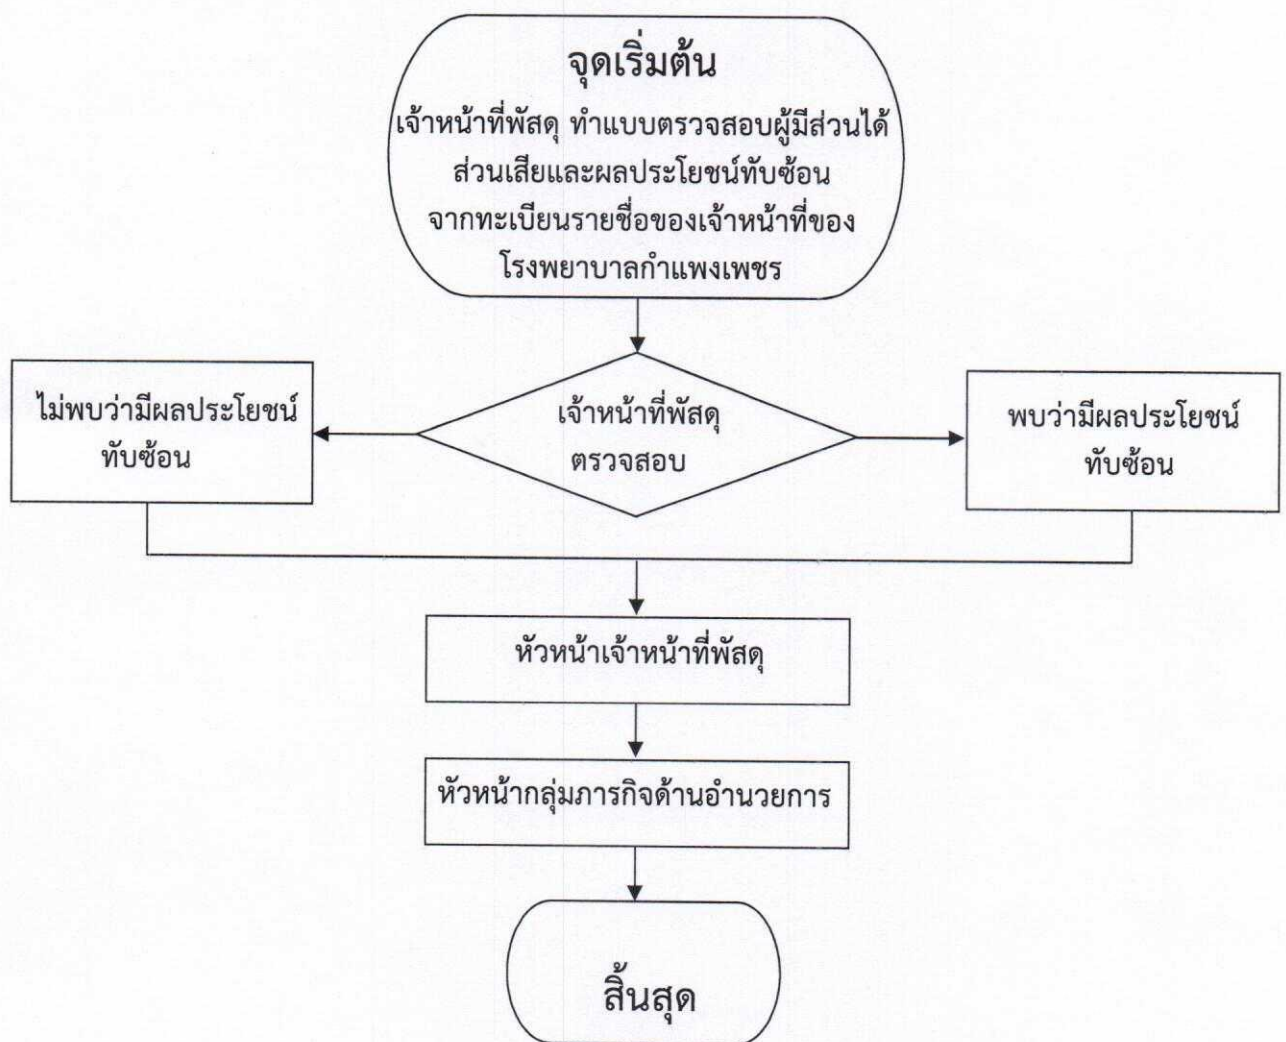 จุดเริ่มต้น
เจ้าหน้าที่พัสดุ ทำแบบตรวจสอบผู้มีส่วนได้
ส่วนเสียและผลประโยชน์ทับซ้อน
จากทะเบียนรายชื่อของเจ้าหน้าที่ของ
โรงพยาบาลกำแพงเพชร
ไม่พบว่ามีผลประโยชน์
ทับซ้อน
เจ้าหน้าที่พัสดุ
ตรวจสอบ
พบว่ามีผลประโยชน์
ทับซ้อน
หัวหน้าเจ้าหน้าที่พัสดุ
หัวหน้ากลุ่มภารกิจด้านอำนวยการ
สิ้นสุด